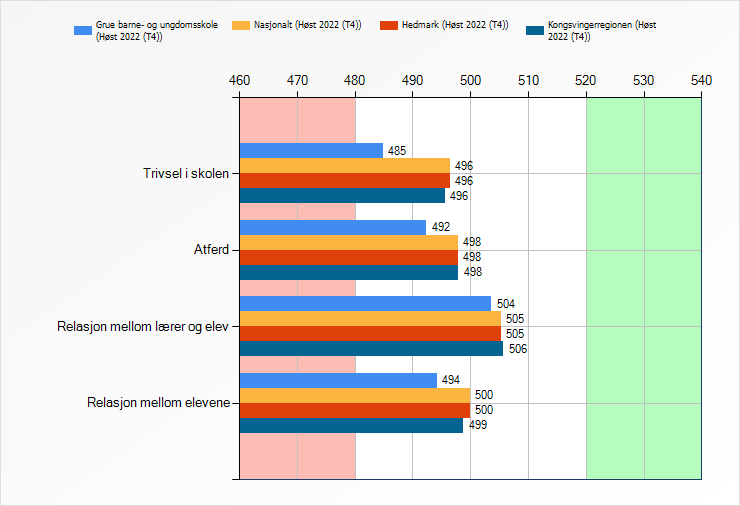 Grue barne- og ungdomsskole
(Høst 2022 (T4))
Nasjonalt (Høst 2022 (T4))
Hedmark (Høst 2022 (T4))
Kongsvingerregionen (Høst
2022 (T4))
460 470 480 490 500 510 520 530 540
Trivsel i skolen
485
496
496
496
Atferd
492
498
498
498
Relasjon mellom lærer og elev
504
505
505
506
Relasjon mellom elevene
494
500
500
499